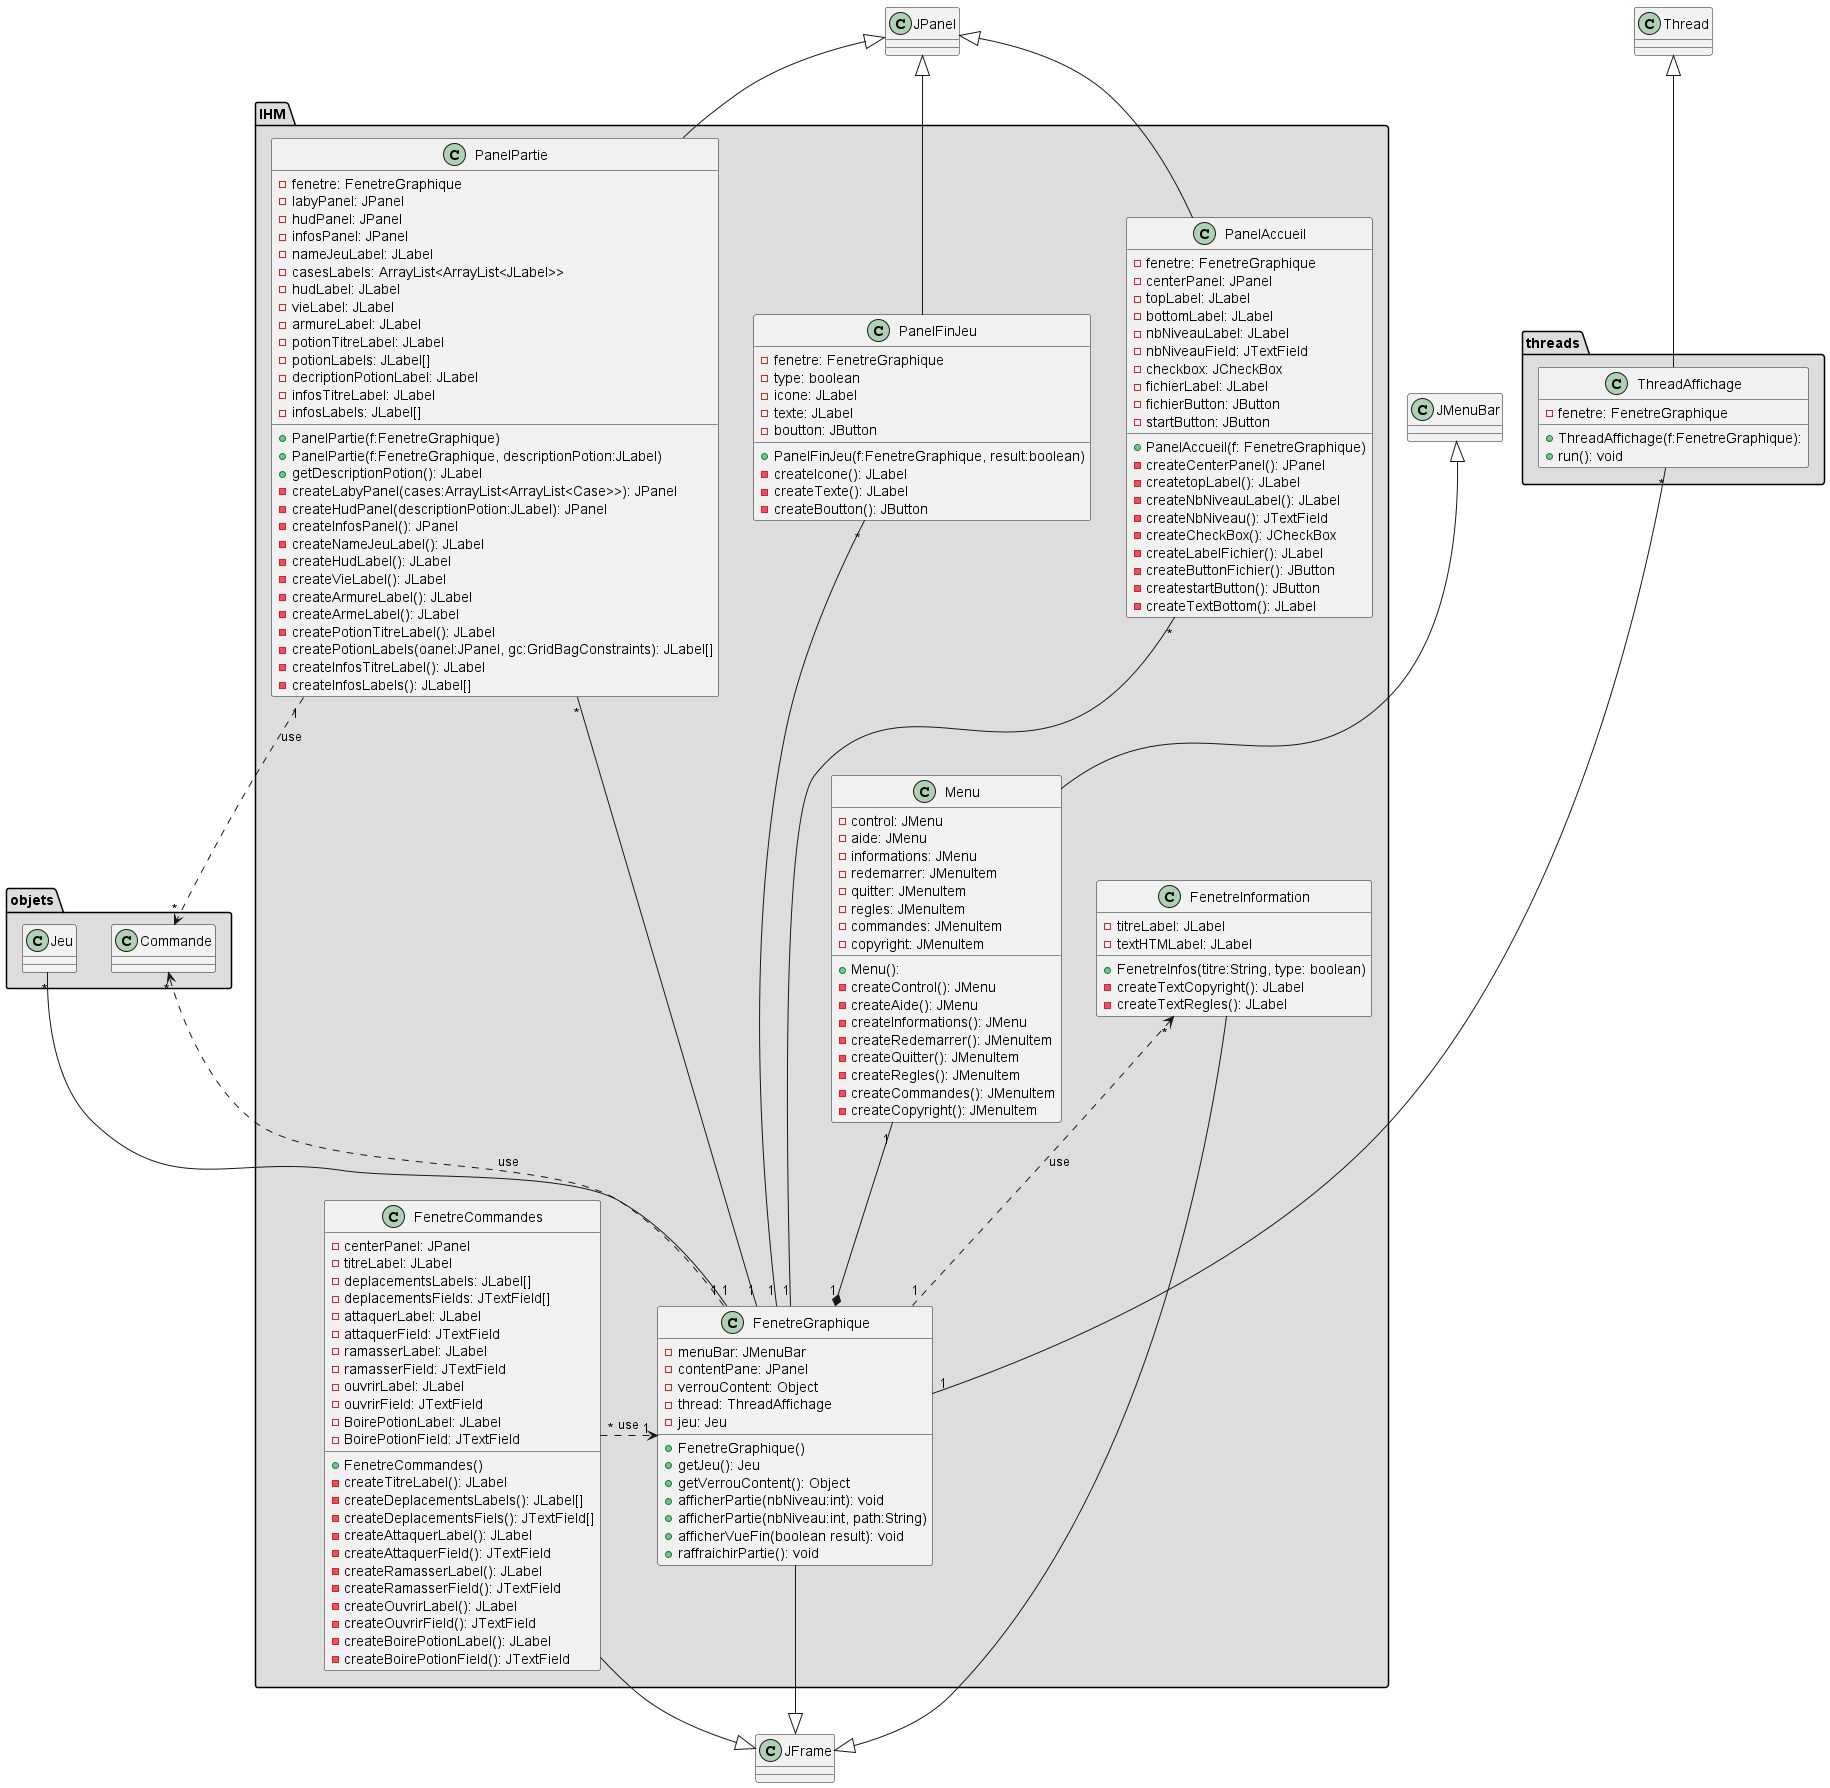 JPanel
Thread
IHM
PanelPartie
fenetre: FenetreGraphique
labyPanel: JPanel
hudPanel: JPanel
infosPanel: JPanel
nameJeuLabel: JLabel
casesLabels: ArrayList<ArrayList<JLabel>>
hudLabel: JLabel
vieLabel: JLabel
armureLabel: JLabel
potionTitreLabel: JLabel
potionLabels: JLabel[]
decriptionPotionLabel: JLabel
infosTitreLabel: JLabel
infosLabels: JLabel[]
PanelPartie(f:FenetreGraphique)
PanelPartie(f:FenetreGraphique, descriptionPotion:JLabel)
getDescriptionPotion(): JLabel
createLabyPanel(cases:ArrayList<ArrayList<Case>>): JPanel
createHudPanel(descriptionPotion:JLabel): JPanel
createInfosPanel(): JPanel
createNameJeuLabel(): JLabel
createHudLabel(): JLabel
createVieLabel(): JLabel
createArmureLabel(): JLabel
createArmeLabel(): JLabel
createPotionTitreLabel(): JLabel
createPotionLabels(oanel:JPanel, gc:GridBagConstraints): JLabel[]
createInfosTitreLabel(): JLabel
createInfosLabels(): JLabel[]
PanelFinJeu
fenetre: FenetreGraphique
type: boolean
icone: JLabel
texte: JLabel
boutton: JButton
PanelFinJeu(f:FenetreGraphique, result:boolean)
createIcone(): JLabel
createTexte(): JLabel
createBoutton(): JButton
PanelAccueil
fenetre: FenetreGraphique
centerPanel: JPanel
topLabel: JLabel
bottomLabel: JLabel
nbNiveauLabel: JLabel
nbNiveauField: JTextField
checkbox: JCheckBox
fichierLabel: JLabel
fichierButton: JButton
startButton: JButton
PanelAccueil(f: FenetreGraphique)
createCenterPanel(): JPanel
createtopLabel(): JLabel
createNbNiveauLabel(): JLabel
createNbNiveau(): JTextField
createCheckBox(): JCheckBox
createLabelFichier(): JLabel
createButtonFichier(): JButton
createstartButton(): JButton
createTextBottom(): JLabel
threads
ThreadAffichage
fenetre: FenetreGraphique
ThreadAffichage(f:FenetreGraphique):
run(): void
JMenuBar
*
*
*
1
*
use
Menu
control: JMenu
aide: JMenu
informations: JMenu
redemarrer: JMenuItem
quitter: JMenuItem
regles: JMenuItem
commandes: JMenuItem
copyright: JMenuItem
Menu():
createControl(): JMenu
createAide(): JMenu
createInformations(): JMenu
createRedemarrer(): JMenuItem
createQuitter(): JMenuItem
createRegles(): JMenuItem
createCommandes(): JMenuItem
createCopyright(): JMenuItem
FenetreInformation
titreLabel: JLabel
textHTMLabel: JLabel
FenetreInfos(titre:String, type: boolean)
createTextCopyright(): JLabel
createTextRegles(): JLabel
objets
*
Jeu
Commande
*
*
*
1
use
use
FenetreCommandes
centerPanel: JPanel
titreLabel: JLabel
deplacementsLabels: JLabel[]
deplacementsFields: JTextField[]
attaquerLabel: JLabel
attaquerField: JTextField
ramasserLabel: JLabel
ramasserField: JTextField
ouvrirLabel: JLabel
ouvrirField: JTextField
BoirePotionLabel: JLabel
BoirePotionField: JTextField
FenetreCommandes()
createTitreLabel(): JLabel
createDeplacementsLabels(): JLabel[]
createDeplacementsFiels(): JTextField[]
createAttaquerLabel(): JLabel
createAttaquerField(): JTextField
createRamasserLabel(): JLabel
createRamasserField(): JTextField
createOuvrirLabel(): JLabel
createOuvrirField(): JTextField
createBoirePotionLabel(): JLabel
createBoirePotionField(): JTextField
1
1
1
1
1
1
1
1
* use 1
FenetreGraphique
menuBar: JMenuBar
contentPane: JPanel
verrouContent: Object
thread: ThreadAffichage
jeu: Jeu
FenetreGraphique()
getJeu(): Jeu
getVerrouContent(): Object
afficherPartie(nbNiveau:int): void
afficherPartie(nbNiveau:int, path:String)
afficherVueFin(boolean result): void
raffraichirPartie(): void
JFrame